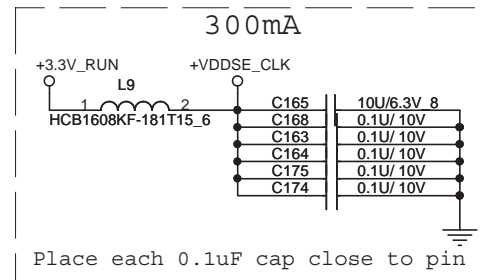 300mA
+3.3V_RUN +VDDSE_CLK
L9
1 2
HCB1608KF-181T15_6
C165 10U/6.3V_8
C168 0.1U/ 10V
C163 0.1U/ 10V
C164 0.1U/ 10V
C175 0.1U/ 10V
C174 0.1U/ 10V
Place each 0.1uF cap close to pin